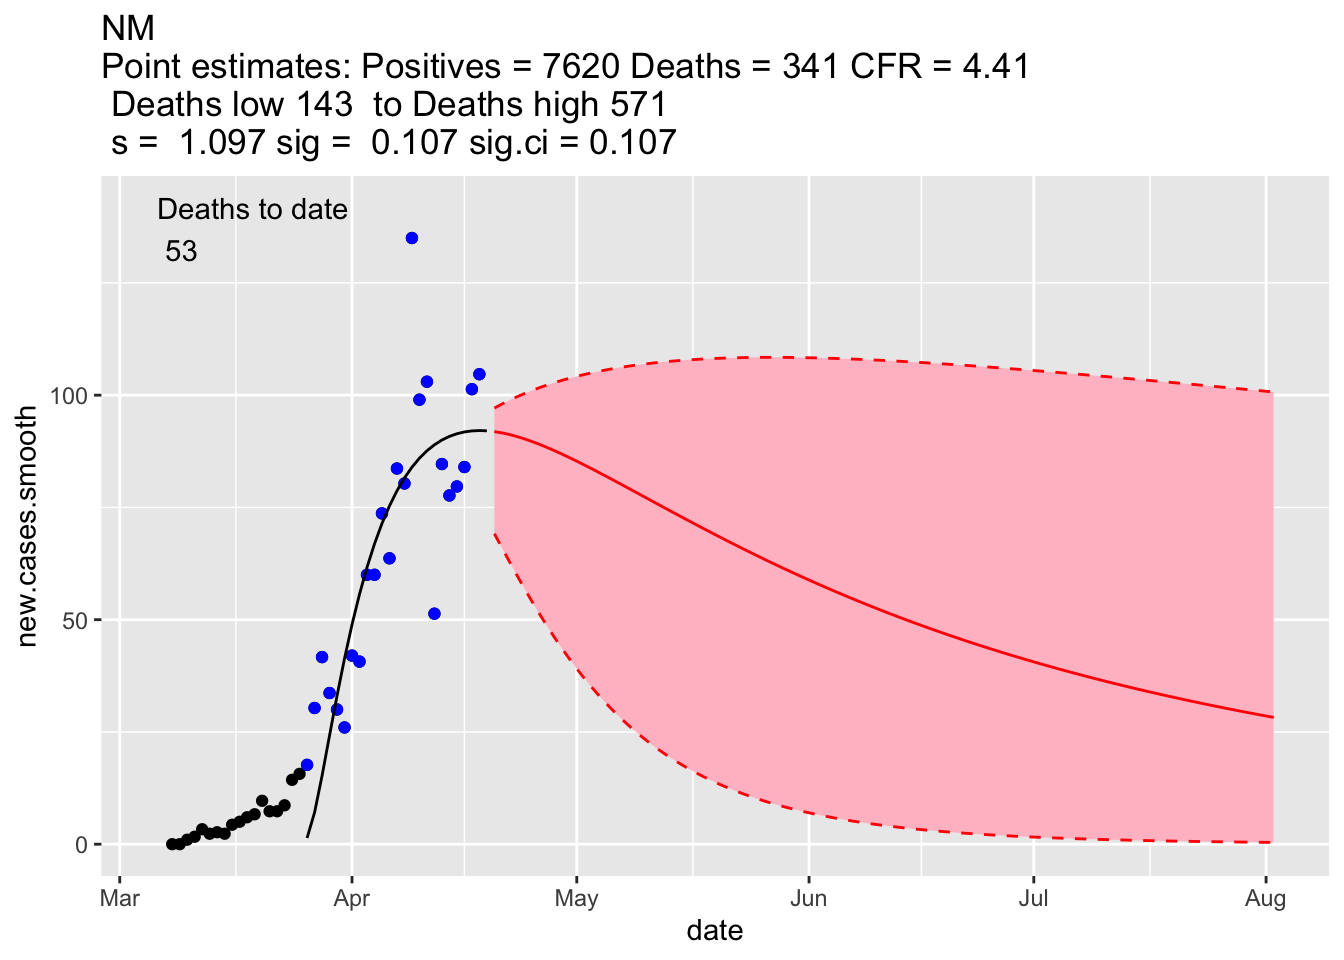 NM
Point estimates: Positives = 7620 Deaths = 341 CFR = 4.41
Deaths low 143  to Deaths high 571
s =  1.097 sig =  0.107 sig.ci = 0.107
Deaths to date
53
100
50
0
new.cases.smooth
Mar Apr May Jun Jul Aug
date